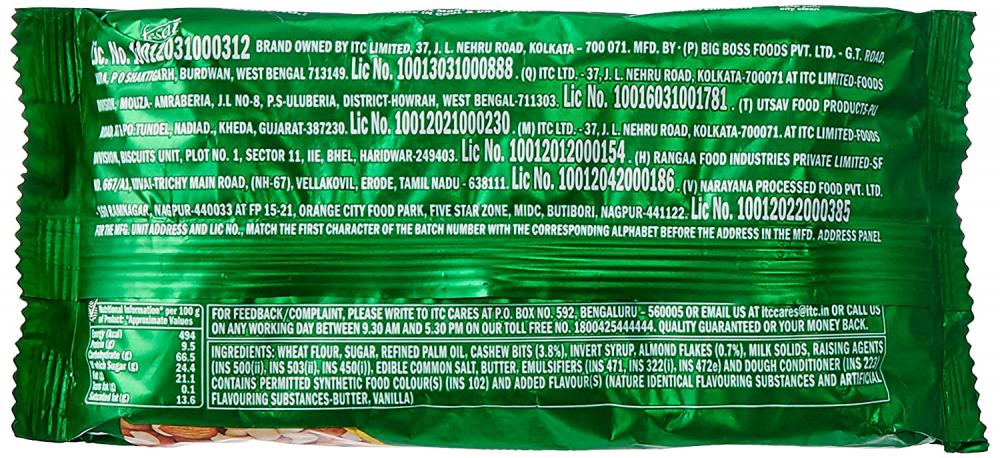 city clean
Lic. No. 10012031000312 BRAND OWNED BY ITC LIMITED, 37, J. L. NEHRU ROAD, KOLKATA - 700 071. MFD. BY - (P) BIG BOSS FOODS PVT. LTD. - G.T. ROAD,
P O SHAKTIGARH, BURDWAN, WEST BENGAL 713149. Lic No. 10013031000888 . (Q) ITC LTD. - 37, J. L. NEHRU ROAD, KOLKATA-700071 AT ITC LIMITED-FOODS
MOUZA- AMRABERIA, J.L NO-8, P.S-ULUBERIA, DISTRICT-HOWRAH, WEST BENGAL-711303. Lic No. 10016031001781 . (T) UTSAV FOOD PRODUCTS
PO:TUNDEL, NADIAD., KHEDA, GUJARAT-387230. Lic No. 10012021000230 . (M) ITC LTD. - 37, J. L. NEHRU ROAD, KOLKATA-700071. AT ITC LIMITED-FOODS
DIVISION, BISCUITS UNIT, PLOT NO. 1, SECTOR 11, IIE, BHEL, HARIDWAR-249403. Lic No. 10012012000154 . (H) RANGAA FOOD INDUSTRIES PRIVATE LIMITED-SF
NO. 667/A1, TRICHY MAIN ROAD, (NH-67), VELLAKOVIL, ERODE, TAMIL NADU - 638111. Lic No. 10012042000186 . (V) NARAYANA PROCESSED FOOD PVT. LTD.
RAMNAGAR, NAGPUR-440033 AT FP 15-21, ORANGE CITY FOOD PARK, FIVE STAR ZONE, MIDC, BUTIBORI, NAGPUR-441122. Lic No. 10012022000385
FOR THE MFG. UNIT ADDRESS AND LIC NO., MATCH THE FIRST CHARACTER OF THE BATCH NUMBER WITH THE CORRESPONDING ALPHABET BEFORE THE ADDRESS IN THE MFD. ADDRESS PANEL
Nutritional Information* per 100 g
of Product: *Approximate Values
Energy (kcal) 494
Protein (g) 9.5
Carbohydrate (g) 66.5
which Sugar (g) 24.4
Fat 21.1
Trans fat (g) 0.1
Saturated fat (g) 13.6
FOR FEEDBACK/COMPLAINT, PLEASE WRITE TO ITC CARES AT P.O. BOX NO. 592, BENGALURU - 560005 OR EMAIL US AT itccares@itc.in OR CALL US
ON ANY WORKING DAY BETWEEN 9.30 AM AND 5.30 PM ON OUR TOLL FREE NO. 1800425444444. QUALITY GUARANTEED OR YOUR MONEY BACK.
INGREDIENTS: WHEAT FLOUR, SUGAR, REFINED PALM OIL, CASHEW BITS (3.8%), INVERT SYRUP, ALMOND FLAKES (0.7%), MILK SOLIDS, RAISING AGENTS
(INS 500(ii), INS 503(ii), INS 450(i)), EDIBLE COMMON SALT, BUTTER, EMULSIFIERS (INS 471, INS 322(i), INS 472e) AND DOUGH CONDITIONER (INS 223)
CONTAINS PERMITTED SYNTHETIC FOOD COLOUR(S) (INS 102) AND ADDED FLAVOUR(S) (NATURE IDENTICAL FLAVOURING SUBSTANCES AND ARTIFICIAL
FLAVOURING SUBSTANCES-BUTTER, VANILLA)